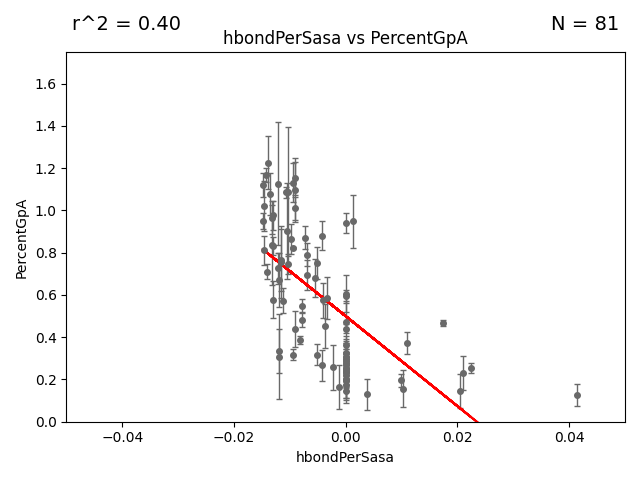 r^2 = 0.40
N = 81
hbondPerSasa vs PercentGpA
1.6
1.4
1.2
1.0
0.8
0.6
0.4
0.2
0.0
PercentGpA
−0.04
−0.02
0.00
0.02
0.04
hbondPerSasa